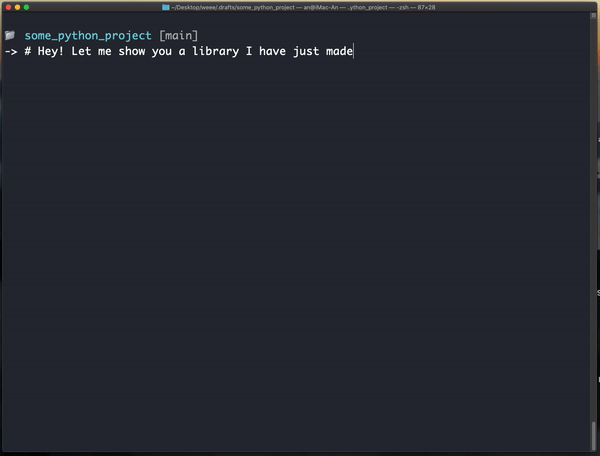 ~/Desktop/weee/.drafts/some_python_project — an@iMac-An — ..ython_project — -zsh — 87×28
some_python_project [main]
-> # Hey! Let me show you a library I have just made